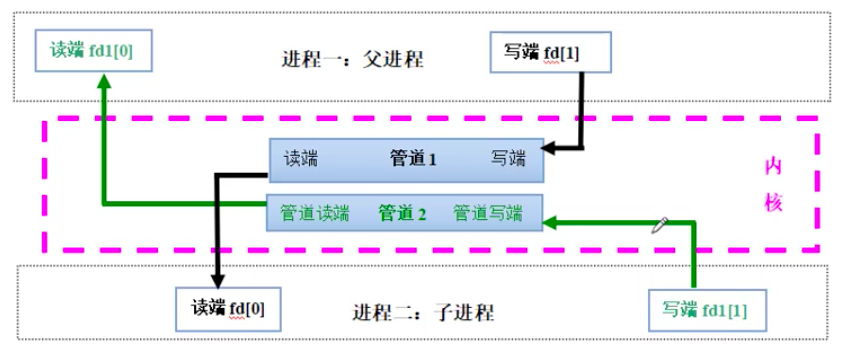 读端 fd1[0]
进程一：父进程
写端 fd[1]
读端 管道 1 写端
内
核
管道读端 管道 2 管道写端
读端 fd[0]
进程二：子进程
写端 fd1[1]